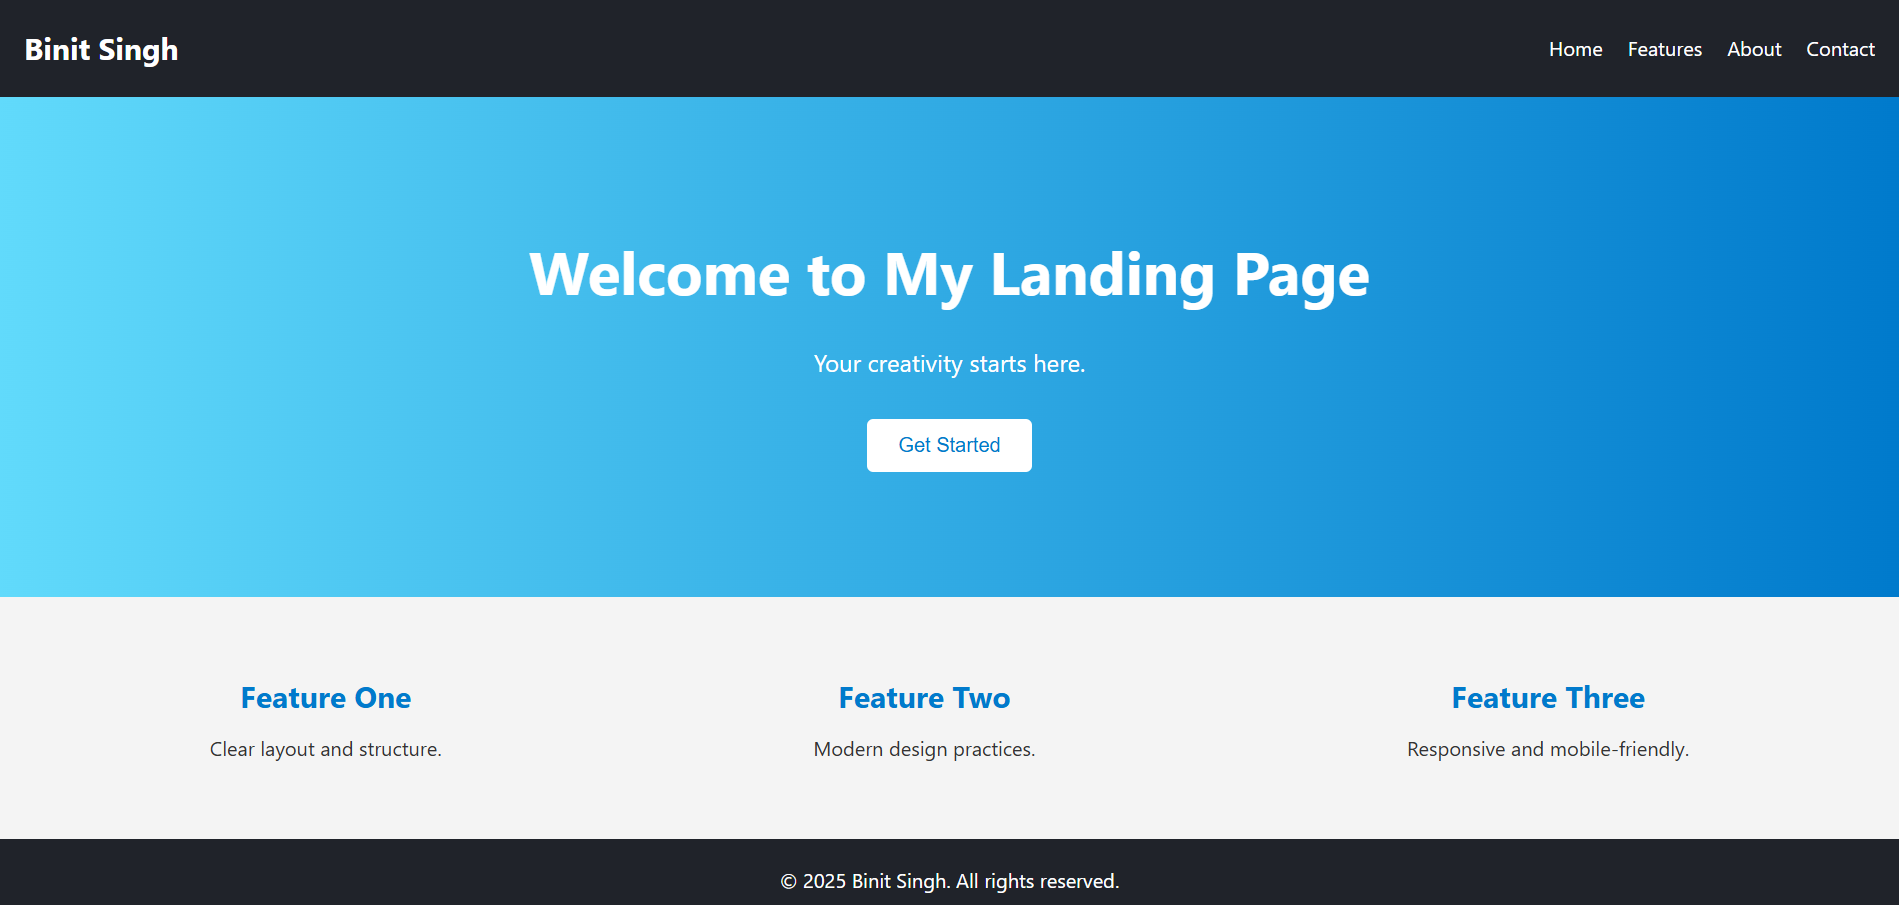 Binit Singh
Home Features About Contact
Welcome to My Landing Page
Your creativity starts here.
Get Started
Feature One
Clear layout and structure.
Feature Two
Modern design practices.
Feature Three
Responsive and mobile-friendly.
© 2025 Binit Singh. All rights reserved.